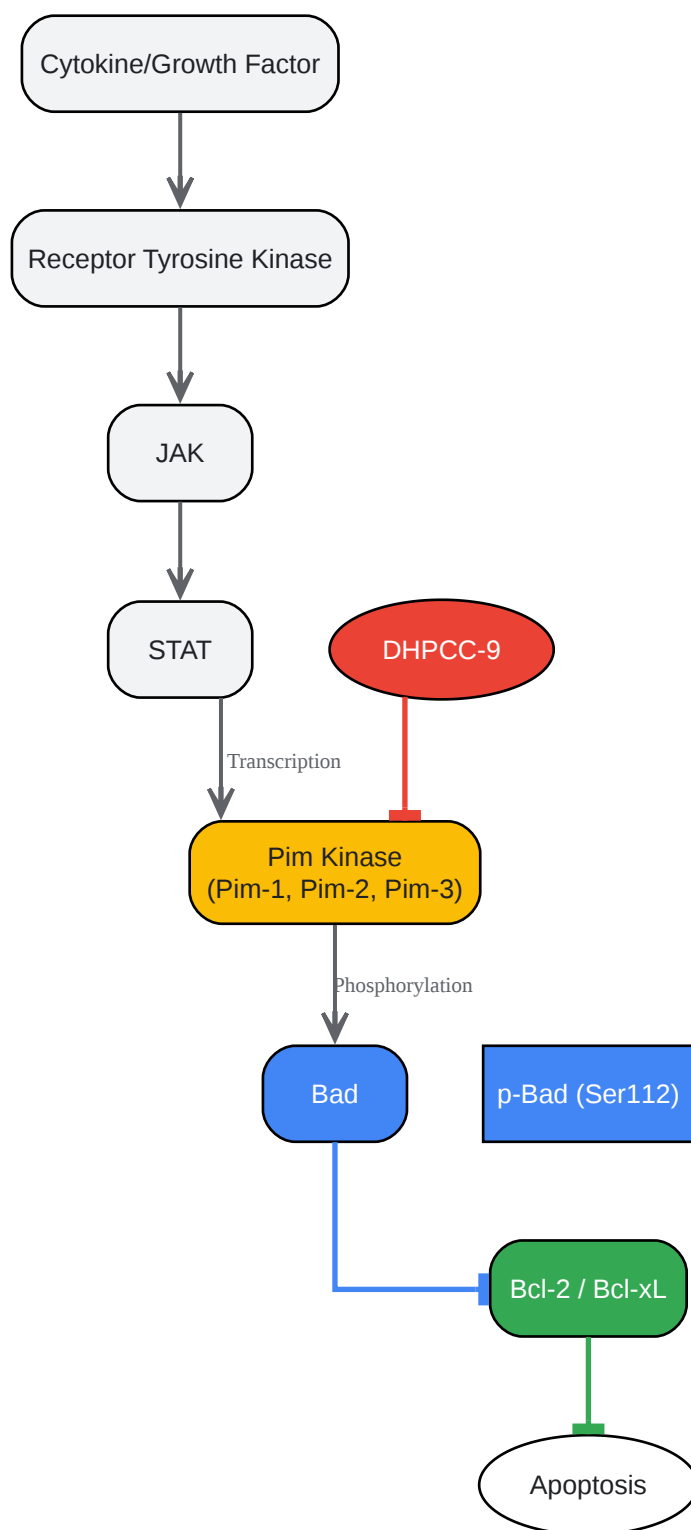 Cytokine/Growth Factor
Receptor Tyrosine Kinase
JAK
STAT
DHPCC-9
Transcription
Pim Kinase
(Pim-1, Pim-2, Pim-3)
Phosphorylation
Bad
p-Bad (Ser112)
Bcl-2 / Bcl-xL
Apoptosis